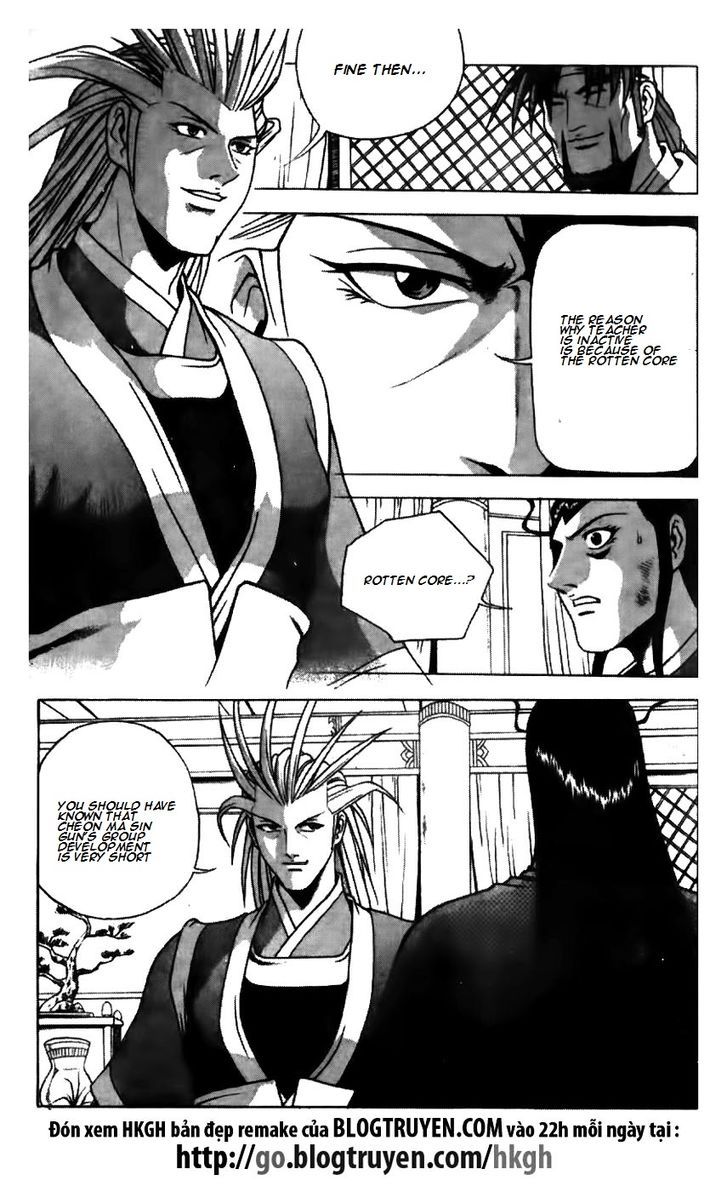 FINE THEN...
THE REASON
WHY TEACHER
IS INACTIVE
IS BECAUSE OF
THE ROTTEN CORE
ROTTEN CORE...?
YOU SHOULD HAVE
KNOWN THAT
CHEON MA SIN
GUN'S GROUP
DEVELOPMENT
IS VERY SHORT
Đón xem HKGH bản đẹp remake của BLOGTRUYEN.COM vào 22h mỗi ngày tại :
http://go.blogtruyen.com/hkgh